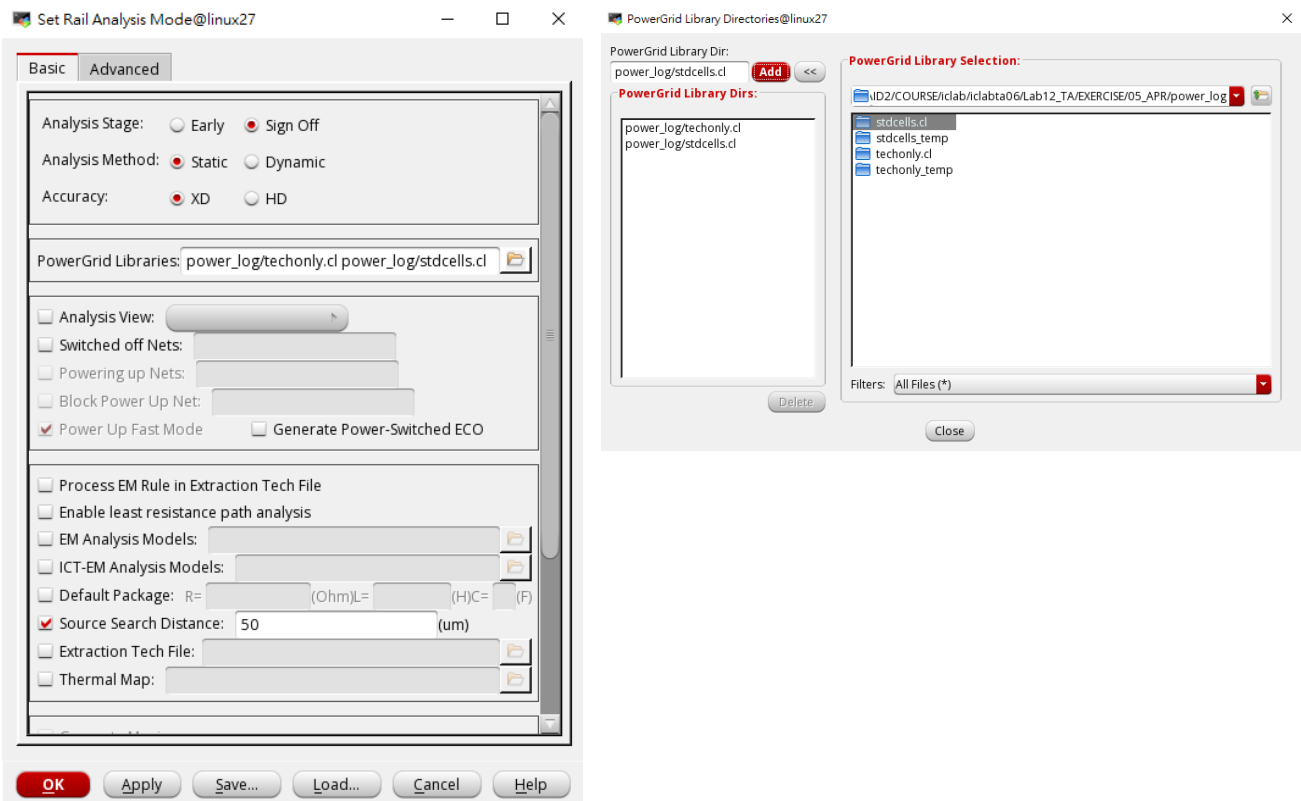 Set Rail Analysis Mode@linux27
Basic Advanced
Analysis Stage: Early Sign Off
Analysis Method: Static Dynamic
Accuracy: XD HD
PowerGrid Libraries: power_log/techonly.cl power_log/stdcells.cl
Analysis View:
Switched off Nets:
Powering up Nets:
Block Power Up Net:
Power Up Fast Mode Generate Power-Switched ECO
Process EM Rule in Extraction Tech File
Enable least resistance path analysis
EM Analysis Models:
ICT-EM Analysis Models:
Default Package: R= (Ohm)L= (H)C= (F)
Source Search Distance: 50 (um)
Extraction Tech File:
Thermal Map:
OK Apply Save... Load... Cancel Help
PowerGrid Library Directories@linux27
PowerGrid Library Dir:
power_log/stdcells.cl Add <<
PowerGrid Library Dirs:
power_log/techonly.cl
power_log/stdcells.cl
Delete
PowerGrid Library Selection:
ID2/COURSE/iclab/iclabta06/Lab12_TA/EXERCISE/05_APR/power_log
stdcells.cl
stdcells_temp
techonly.cl
techonly_temp
Filters: All Files (*)
Close